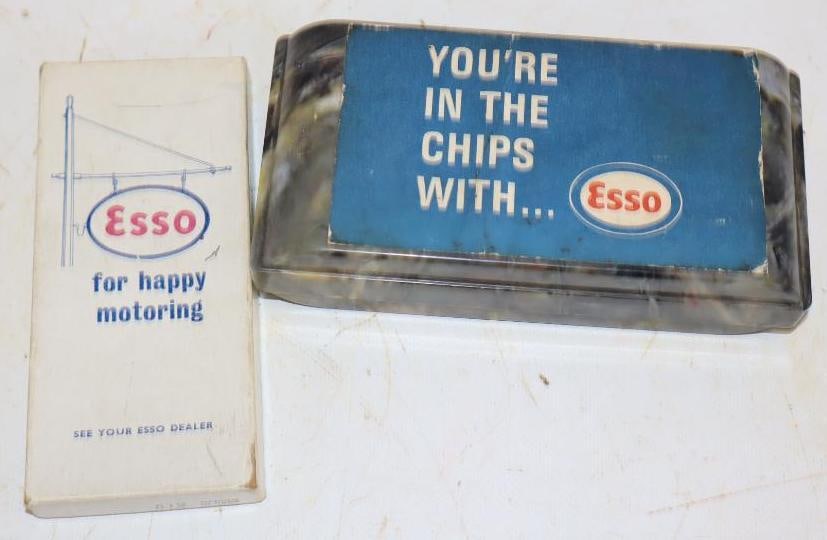 Esso
for happy
motoring
SEE YOUR ESSO DEALER
YOU'RE
IN THE
CHIPS
WITH...
Esso